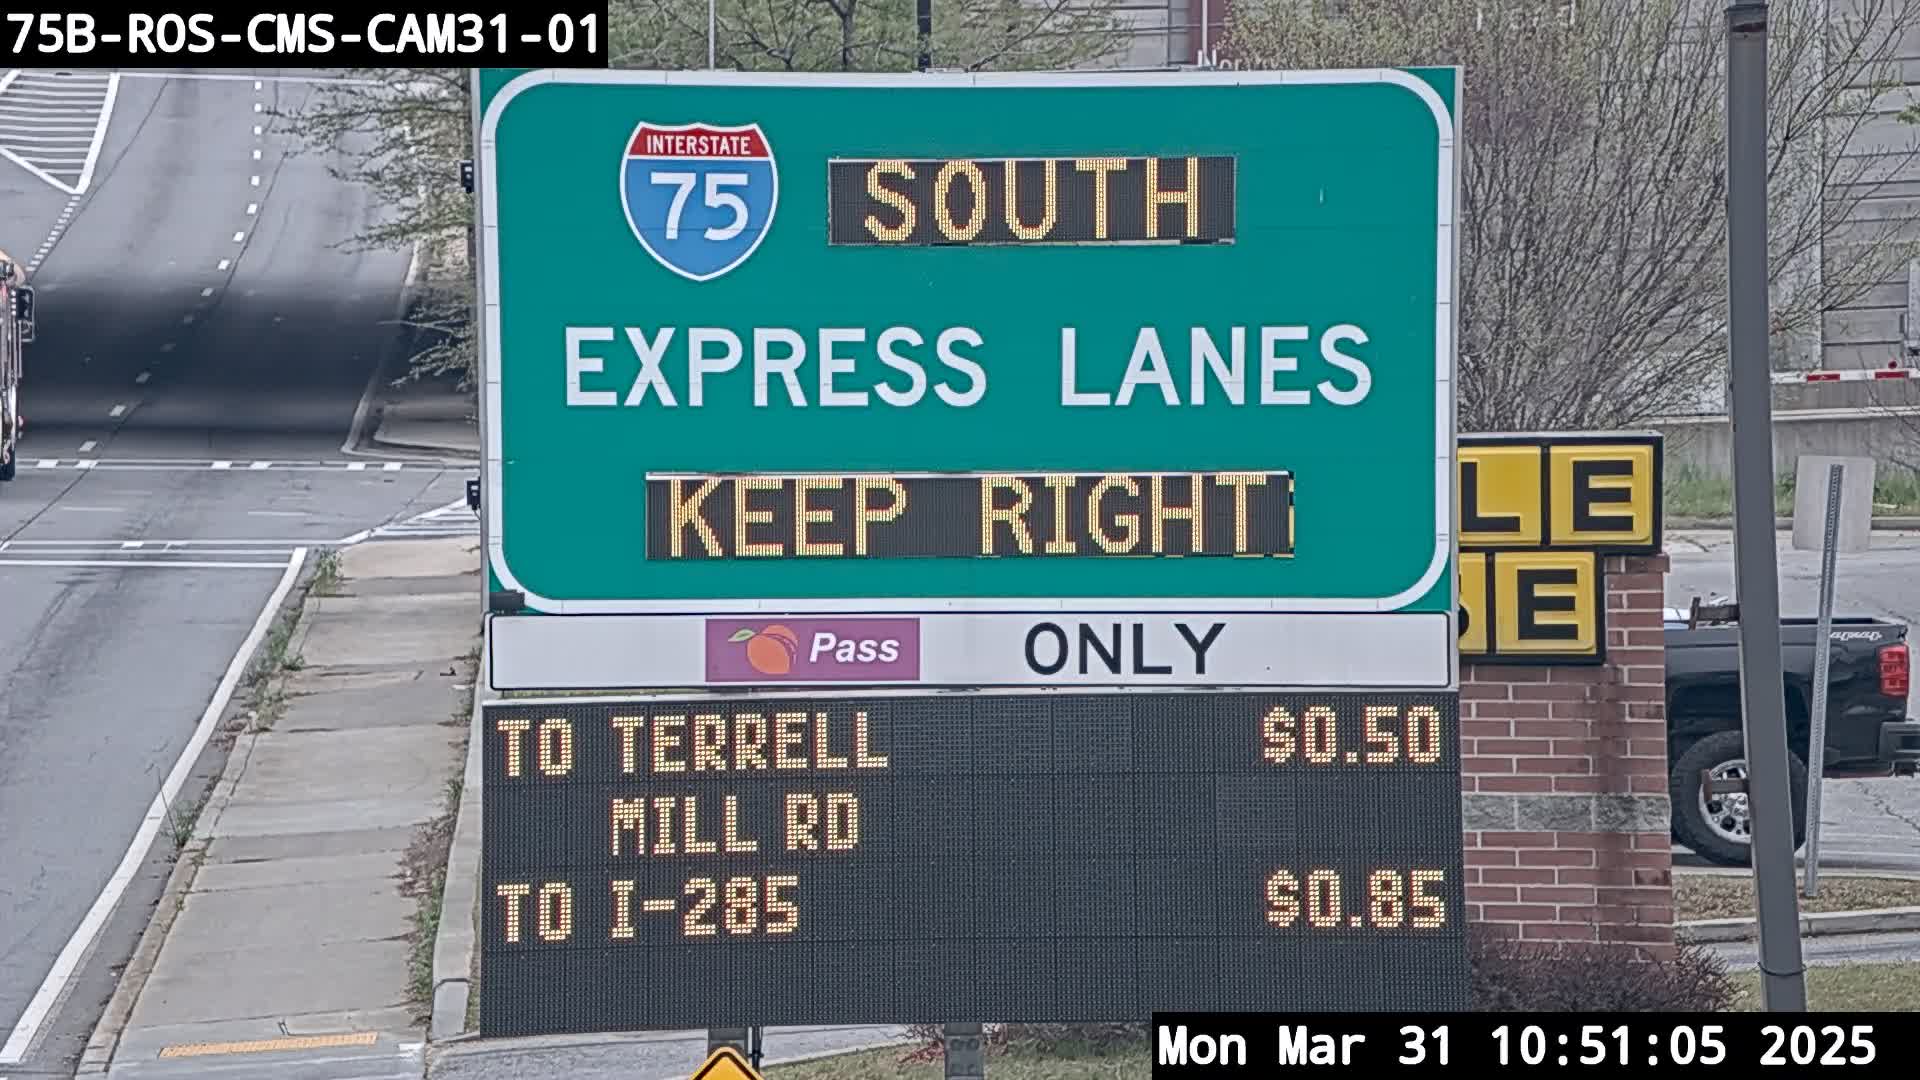 75B-ROS-CMS-CAM31-01
INTERSTATE
75
SOUTH
EXPRESS LANES
KEEP RIGHT
Pass ONLY
LE
E
TO TERRELL $0.50
MILL RD
TO I-285 $0.85
Mon Mar 31 10:51:05 2025